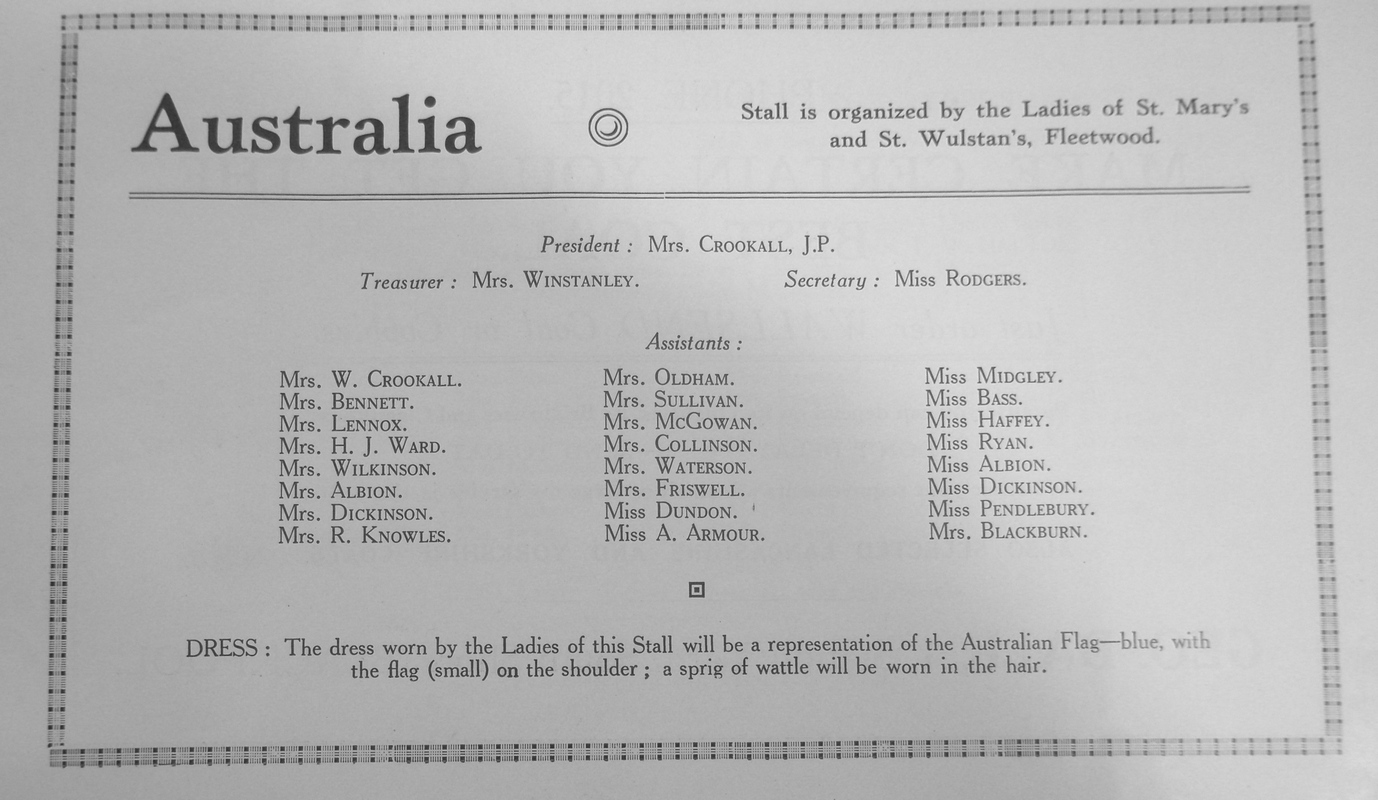 Australia
Stall is organized by the Ladies of St. Mary's
and St. Wulstan's, Fleetwood.
President : Mrs. CROOKALL, J.P.
Treasurer : Mrs. WINSTANLEY. Secretary : Miss RODGERS.
Assistants :
Mrs. W. CROOKALL.
Mrs. BENNETT.
Mrs. LENNOX.
Mrs. H. J. WARD.
Mrs. WILKINSON.
Mrs. ALBION.
Mrs. DICKINSON.
Mrs. R. KNOWLES.
Mrs. OLDHAM.
Mrs. SULLIVAN.
Mrs. McGOWAN.
Mrs. COLLINSON.
Mrs. WATERSON.
Mrs. FRISWELL.
Miss DUNDON.
Miss A. ARMOUR.
Miss MIDGLEY.
Miss BASS.
Miss HAFFEY.
Miss RYAN.
Miss ALBION.
Miss DICKINSON.
Miss PENDLEBURY.
Mrs. BLACKBURN.
DRESS : The dress worn by the Ladies of this Stall will be a representation of the Australian Flag—blue, with
the flag (small) on the shoulder ; a sprig of wattle will be worn in the hair.